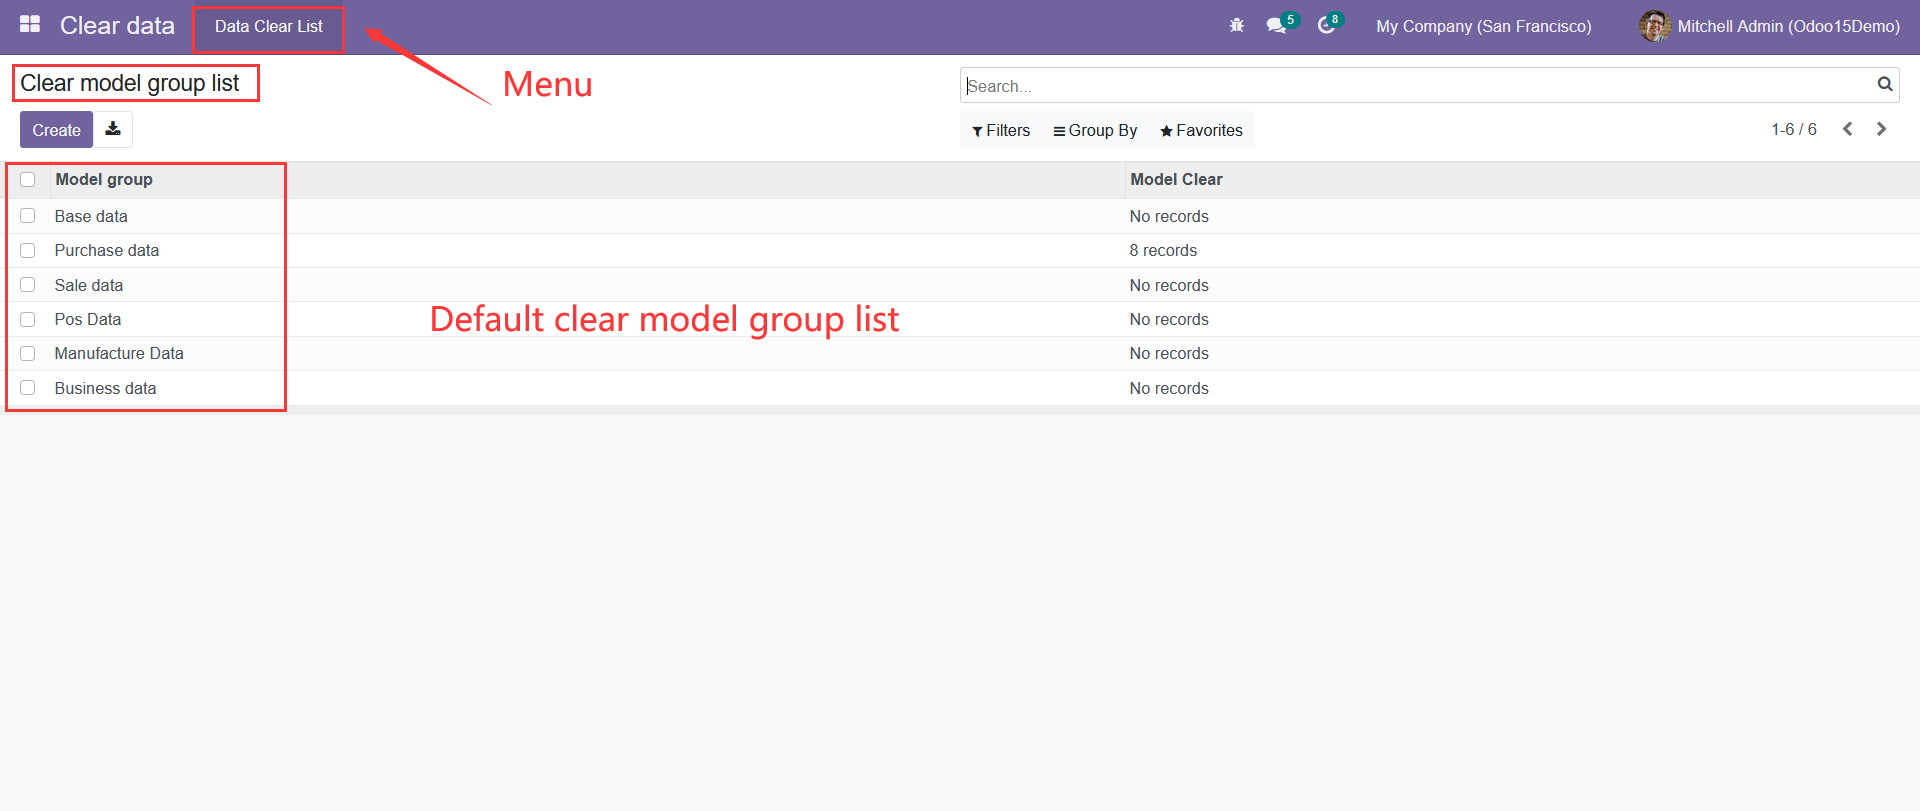 Clear data
Data Clear List
5
8
My Company (San Francisco)
Mitchell Admin (Odoo15Demo)
Menu
Clear model group list
Search...
Create
Filters
Group By
Favorites
1-6 / 6
Model group
Model Clear
Base data
No records
Purchase data
8 records
Sale data
No records
Default clear model group list
Pos Data
No records
Manufacture Data
No records
Business data
No records